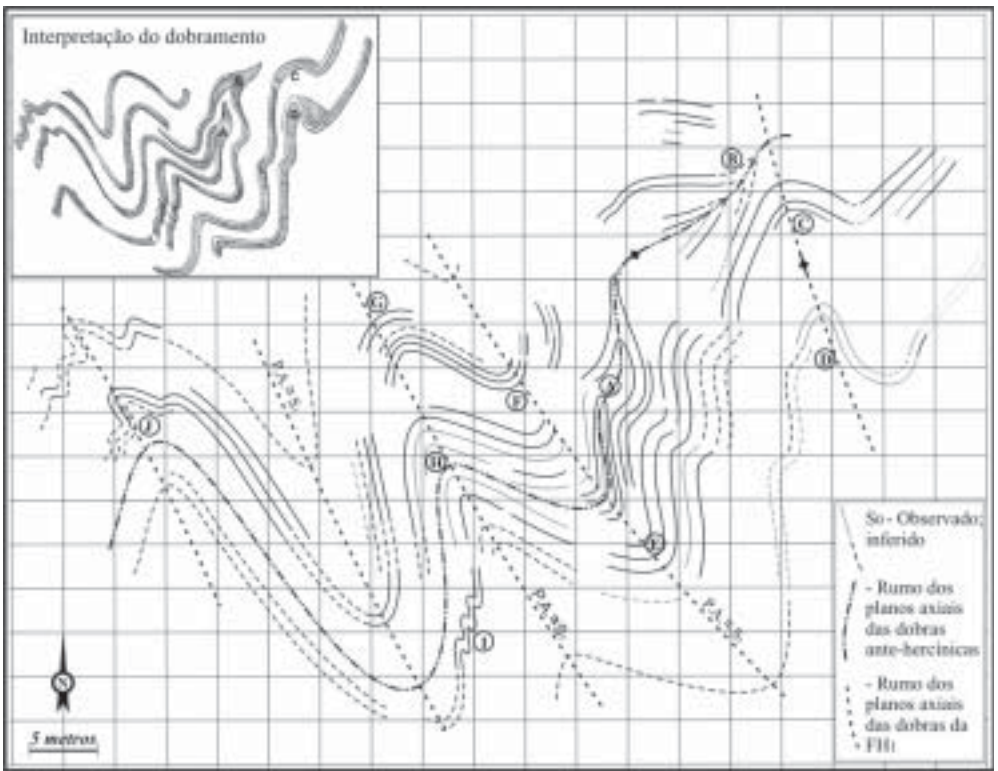 Interpretação do dobramento
B
C
G
D
A
F
J
H
E
I
N
5 metros
So - Observado;
inferido
- Rumo dos
planos axiais
das dobras
ante-hercínicas
- Rumo dos
planos axiais
das dobras da
FH1